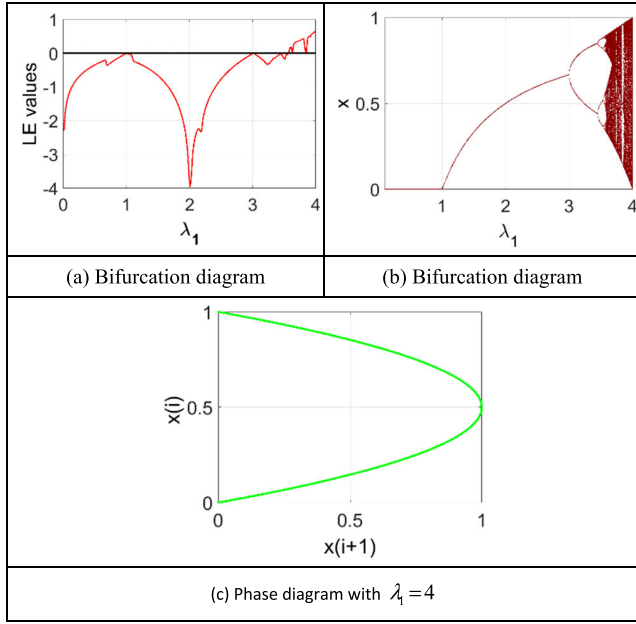 1
0
-1
-2
-3
-4
LE values
0 1 2 3 4
λ1
1
0.5
0
x
1 2 3 4
λ1
(a) Bifurcation diagram
(b) Bifurcation diagram
1
0.5
0
x(i)
0 0.5 1
x(i+1)
(c) Phase diagram with λ1=4